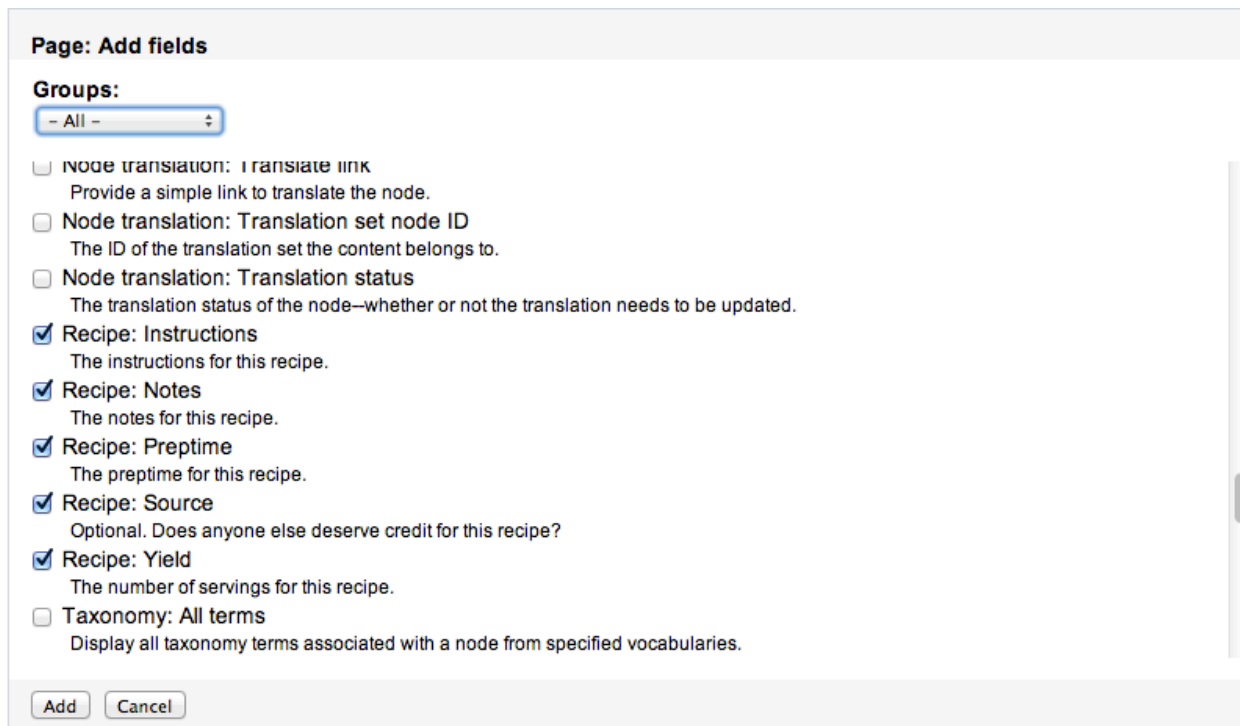 Page: Add fields
Groups:
– All –
Node translation: Translate link
Provide a simple link to translate the node.
Node translation: Translation set node ID
The ID of the translation set the content belongs to.
Node translation: Translation status
The translation status of the node--whether or not the translation needs to be updated.
Recipe: Instructions
The instructions for this recipe.
Recipe: Notes
The notes for this recipe.
Recipe: Preptime
The preptime for this recipe.
Recipe: Source
Optional. Does anyone else deserve credit for this recipe?
Recipe: Yield
The number of servings for this recipe.
Taxonomy: All terms
Display all taxonomy terms associated with a node from specified vocabularies.
Add Cancel